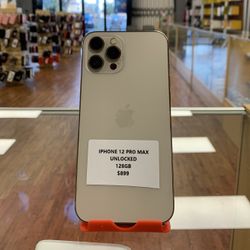 IPHONE 12 PRO MAX
UNLOCKED
128GB
$899